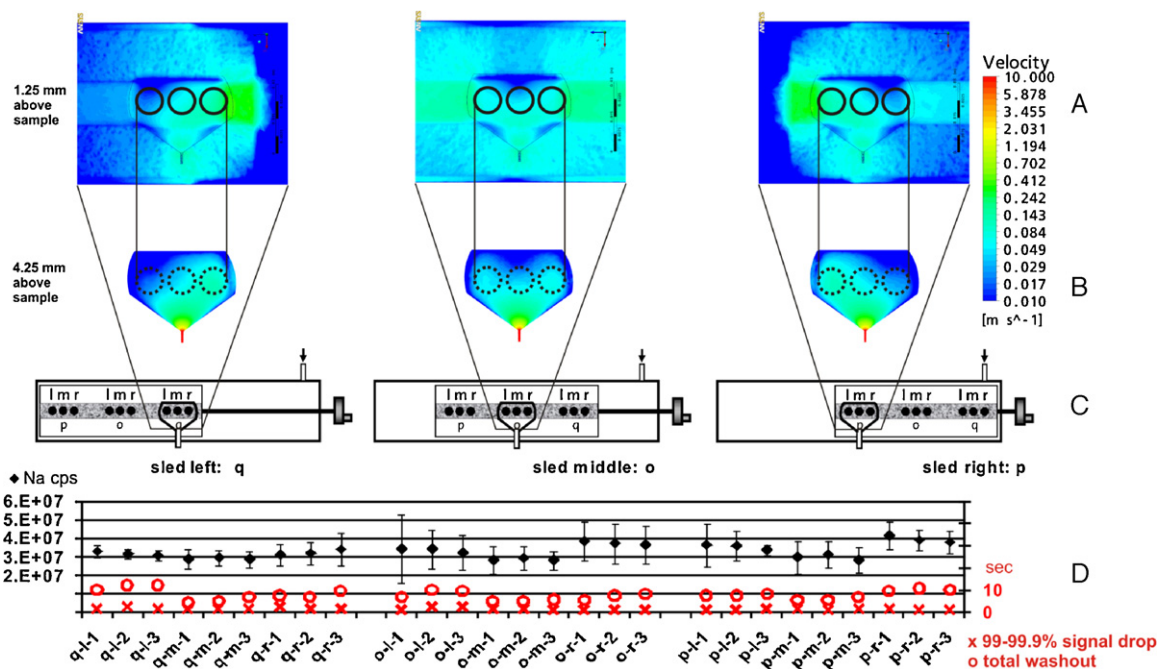 1.25 mm
above
sample
Velocity
10.000
5.878
3.455
2.031
1.194
0.702
0.412
0.242
0.143
0.084
0.049
0.029
0.017
0.010
[m s^-1]
A
4.25 mm
above
sample
B
l m r l m r l m r
p o q
l m r l m r l m r
p o q
l m r l m r l m r
p o q
C
sled left: q
sled middle: o
sled right: p
◆ Na cps
6.E+07
5.E+07
4.E+07
3.E+07
2.E+07
sec
10
0
D
q-l-1 q-l-2 q-l-3 q-m-1 q-m-2 q-m-3 q-r-1 q-r-2 q-r-3 o-l-1 o-l-2 o-l-3 o-m-1 o-m-2 o-m-3 o-r-1 o-r-2 o-r-3 p-l-1 p-l-2 p-l-3 p-m-1 p-m-2 p-m-3 p-r-1 p-r-2 p-r-3
x 99-99.9% signal drop
o total washout